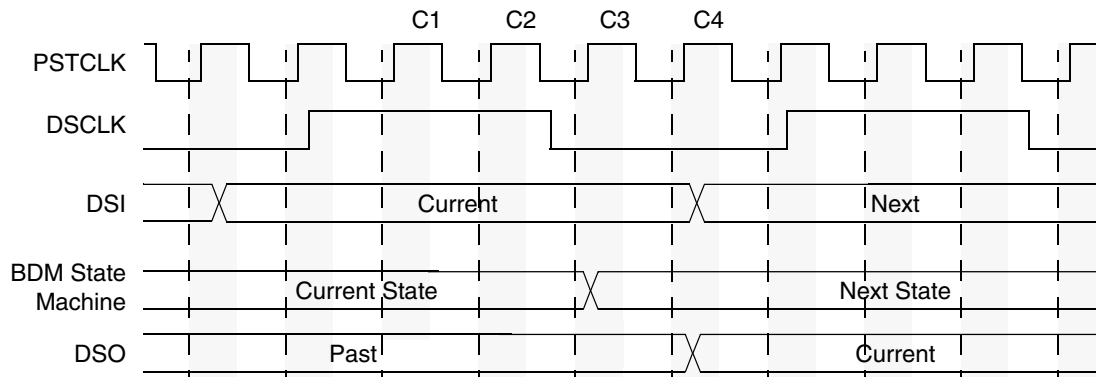 C1 C2 C3 C4
PSTCLK
DSCLK
DSI Current Next
BDM State
Machine Current State Next State
DSO Past Current